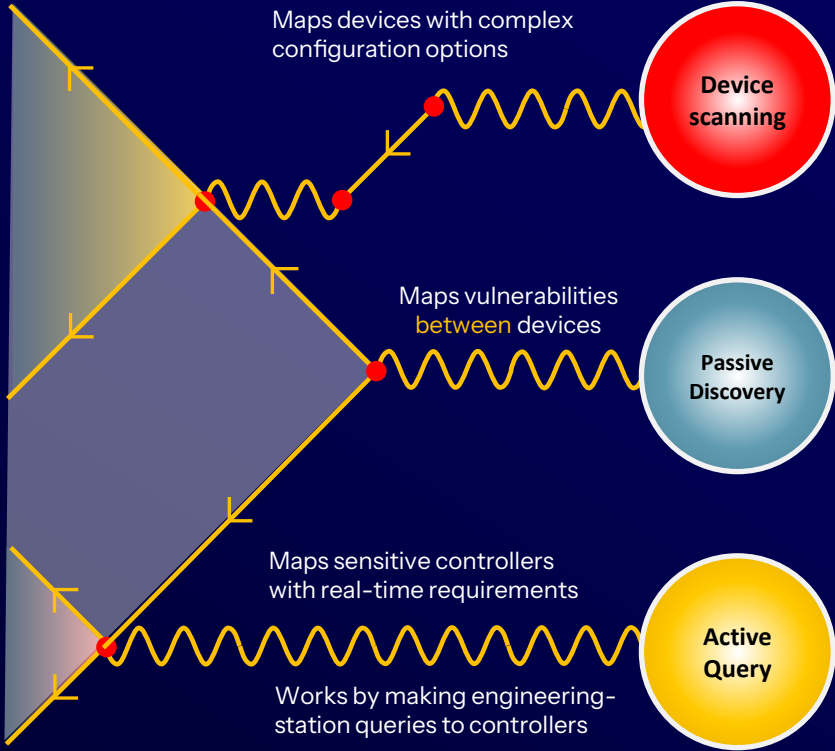 Maps devices with complex
configuration options
Device
scanning
Maps vulnerabilities
between devices
Passive
Discovery
Maps sensitive controllers
with real-time requirements
Active
Query
Works by making engineering-
station queries to controllers